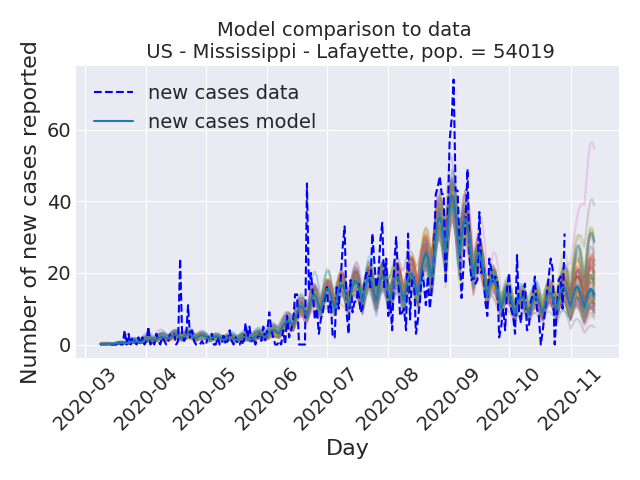 Model comparison to data
US - Mississippi - Lafayette, pop. = 54019
Number of new cases reported
60
40
20
0
new cases data
new cases model
2020-03
2020-04
2020-05
2020-06
2020-07
2020-08
2020-09
2020-10
2020-11
Day